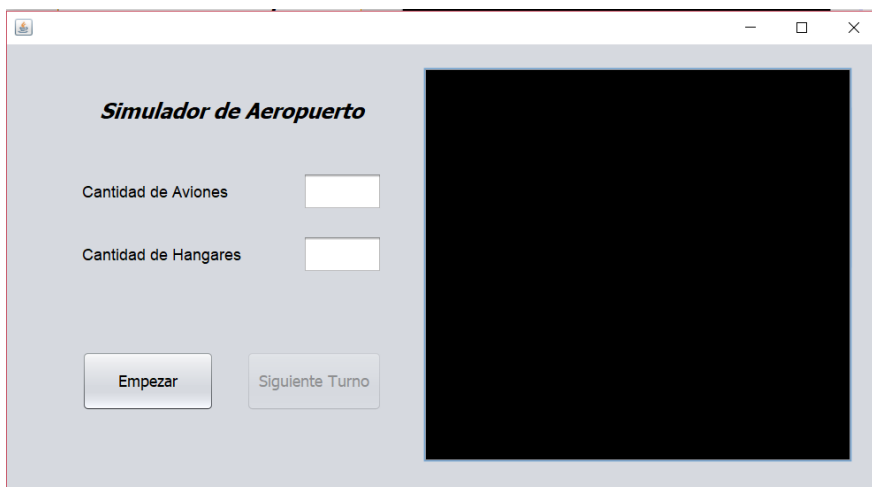 Simulador de Aeropuerto
Cantidad de Aviones
Cantidad de Hangares
Empezar
Siguiente Turno